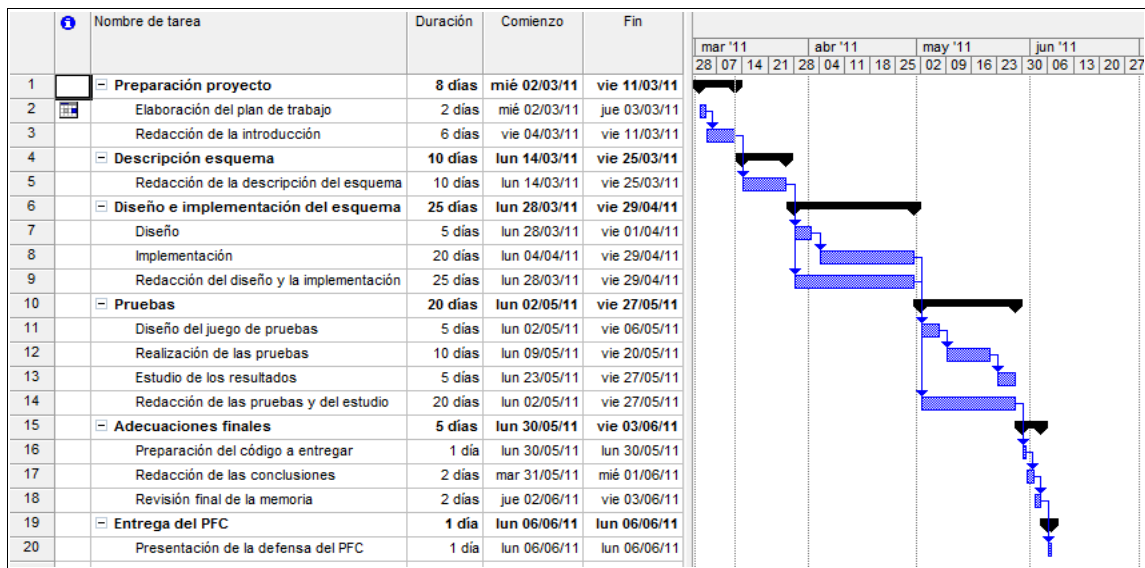 Nombre de tarea Duración Comienzo Fin
mar '11 abr '11 may '11 jun '11
28 07 14 21 28 04 11 18 25 02 09 16 23 30 06 13 20 27
1 Preparación proyecto 8 días mié 02/03/11 vie 11/03/11
2 Elaboración del plan de trabajo 2 días mié 02/03/11 jue 03/03/11
3 Redacción de la introducción 6 días vie 04/03/11 vie 11/03/11
4 Descripción esquema 10 días lun 14/03/11 vie 25/03/11
5 Redacción de la descripción del esquema 10 días lun 14/03/11 vie 25/03/11
6 Diseño e implementación del esquema 25 días lun 28/03/11 vie 29/04/11
7 Diseño 5 días lun 28/03/11 vie 01/04/11
8 Implementación 20 días lun 04/04/11 vie 29/04/11
9 Redacción del diseño y la implementación 25 días lun 28/03/11 vie 29/04/11
10 Pruebas 20 días lun 02/05/11 vie 27/05/11
11 Diseño del juego de pruebas 5 días lun 02/05/11 vie 06/05/11
12 Realización de las pruebas 10 días lun 09/05/11 vie 20/05/11
13 Estudio de los resultados 5 días lun 23/05/11 vie 27/05/11
14 Redacción de las pruebas y del estudio 20 días lun 02/05/11 vie 27/05/11
15 Adecuaciones finales 5 días lun 30/05/11 vie 03/06/11
16 Preparación del código a entregar 1 día lun 30/05/11 lun 30/05/11
17 Redacción de las conclusiones 2 días mar 31/05/11 mié 01/06/11
18 Revisión final de la memoria 2 días jue 02/06/11 vie 03/06/11
19 Entrega del PFC 1 día lun 06/06/11 lun 06/06/11
20 Presentación de la defensa del PFC 1 día lun 06/06/11 lun 06/06/11